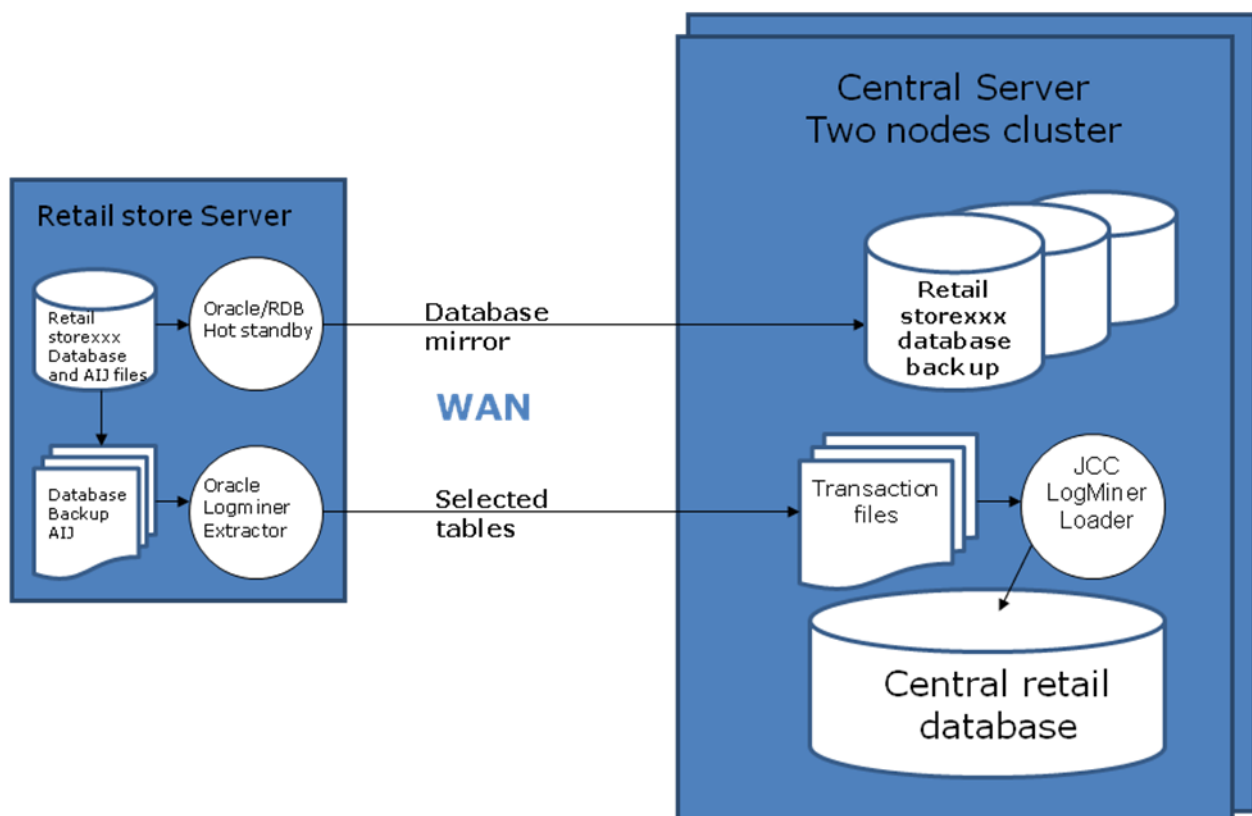 Central Server
Two nodes cluster
Retail store Server
Retail
storexxx
Database
and AIJ files
Oracle/RDB
Hot standby
Database
mirror
Retail
storexxx
database
backup
WAN
Database
Backup
AIJ
Oracle
Logminer
Extractor
Selected
tables
Transaction
files
JCC
LogMiner
Loader
Central retail
database